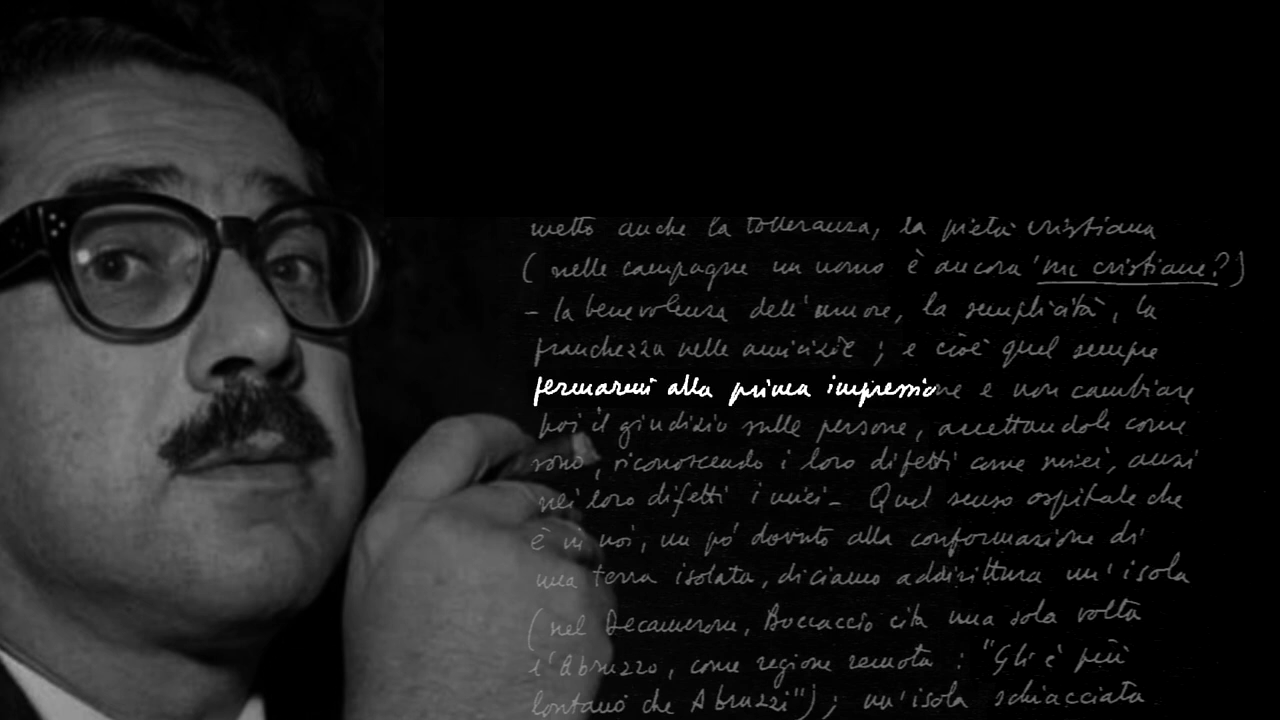 metto anche la tolleranza, la pietà cristiana
(nelle campagne un uomo è ancora 'nu cristiane?)
- la benevolenza dell'umore, la semplicità, la
franchezza nelle amicizie; e cioè quel sempre
fermarmi alla prima impressione e non cambiare
poi il giudizio sulle persone, accettandole come
sono, riconoscendo i loro difetti come miei, anzi
nei loro difetti i miei - Quel senso ospitale che
è in noi, un pó dovuto alla conformazione di
una terra isolata, diciamo addirittura un'isola
(nel Decamerone, Boccaccio cita una sola volta
l'Abruzzo, come regione remota : "Gli è più
lontano che Abruzzi"); un'isola schiacciata